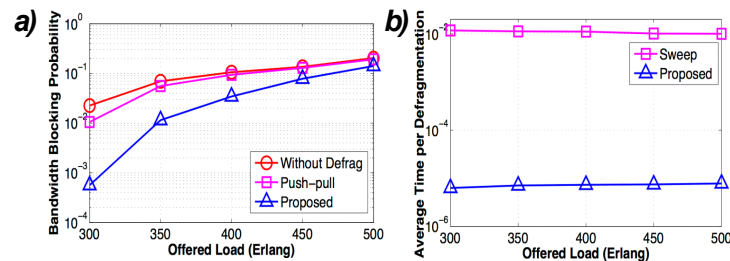 a)
Bandwidth Blocking Probability
10^0
10^-1
10^-2
10^-3
10^-4
Without Defrag
Push-pull
Proposed
300 350 400 450 500
Offered Load (Erlang)
b)
Average Time per Defragmentation
10^-2
10^-4
10^-6
Sweep
Proposed
300 350 400 450 500
Offered Load (Erlang)